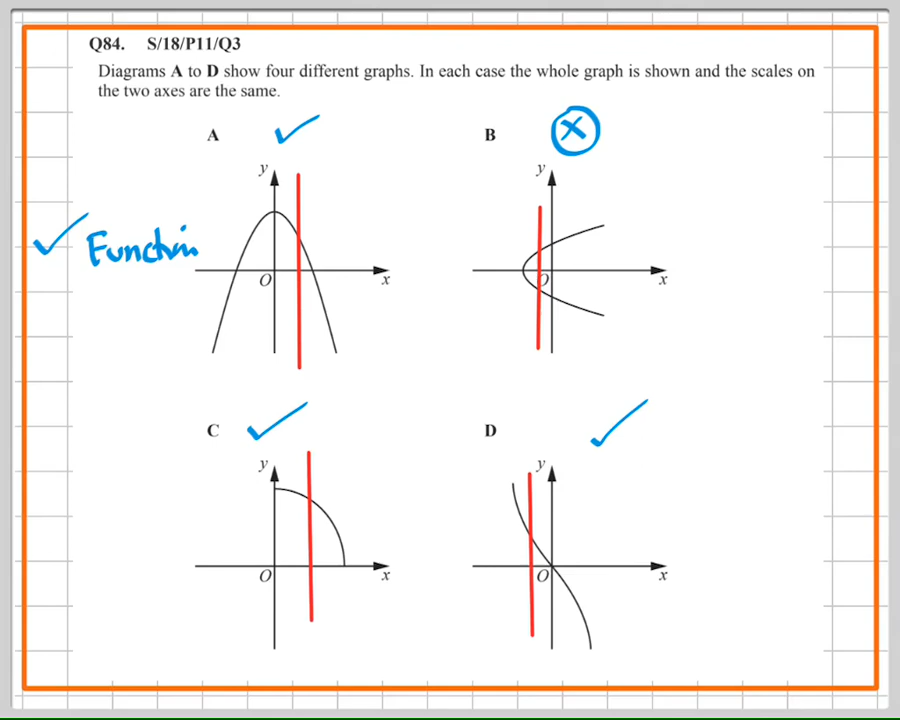 Q84. S/18/P11/Q3
Diagrams A to D show four different graphs. In each case the whole graph is shown and the scales on
the two axes are the same.
A
B
y
y
Function
O
x
O
x
C
D
y
y
O
x
O
x